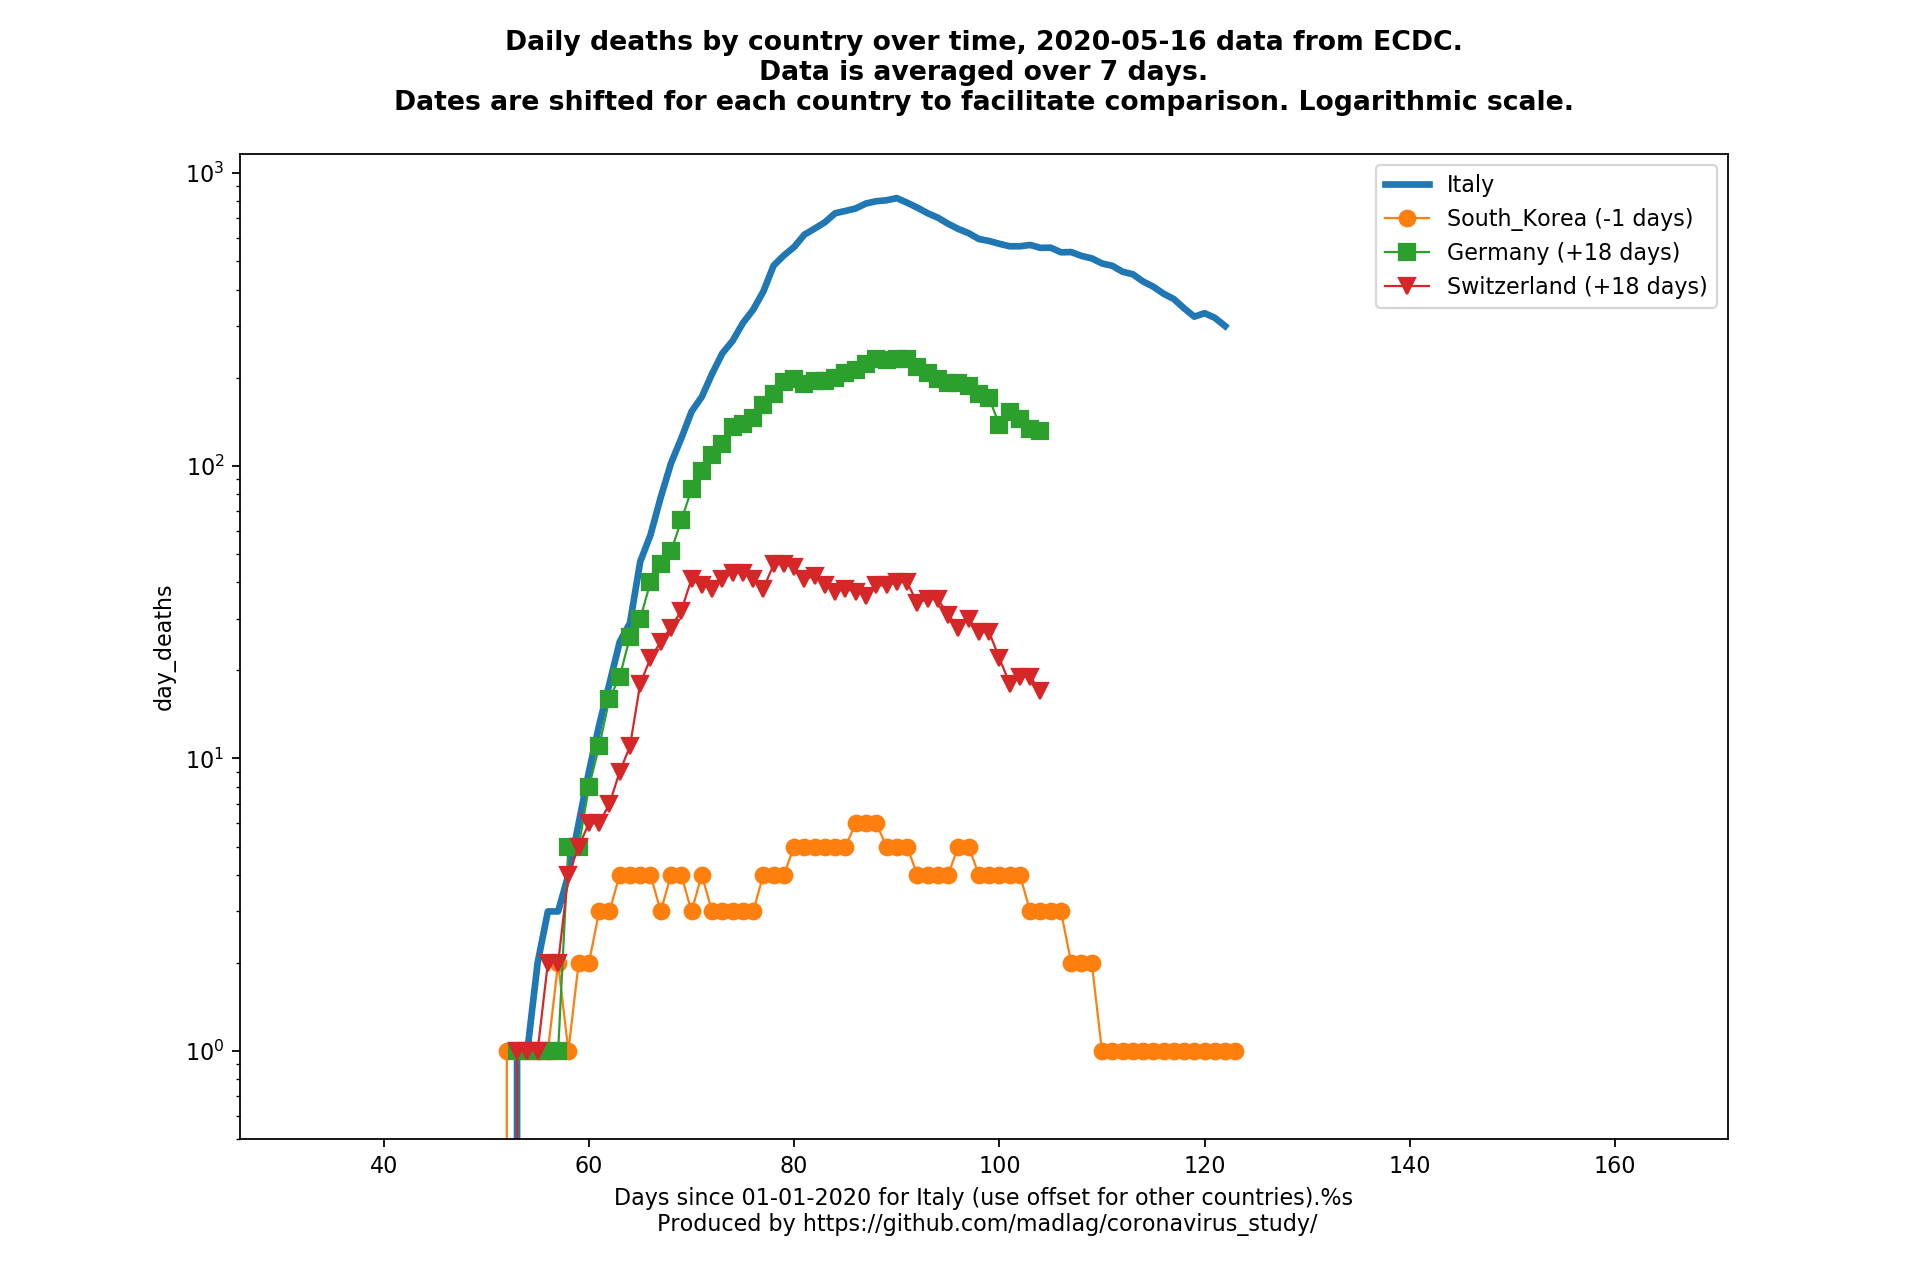 Daily deaths by country over time, 2020-05-16 data from ECDC.
Data is averaged over 7 days.
Dates are shifted for each country to facilitate comparison. Logarithmic scale.
10³
10²
10¹
10⁰
day_deaths
Italy
South_Korea (-1 days)
Germany (+18 days)
Switzerland (+18 days)
40 60 80 100 120 140 160
Days since 01-01-2020 for Italy (use offset for other countries).%s
Produced by https://github.com/madlag/coronavirus_study/